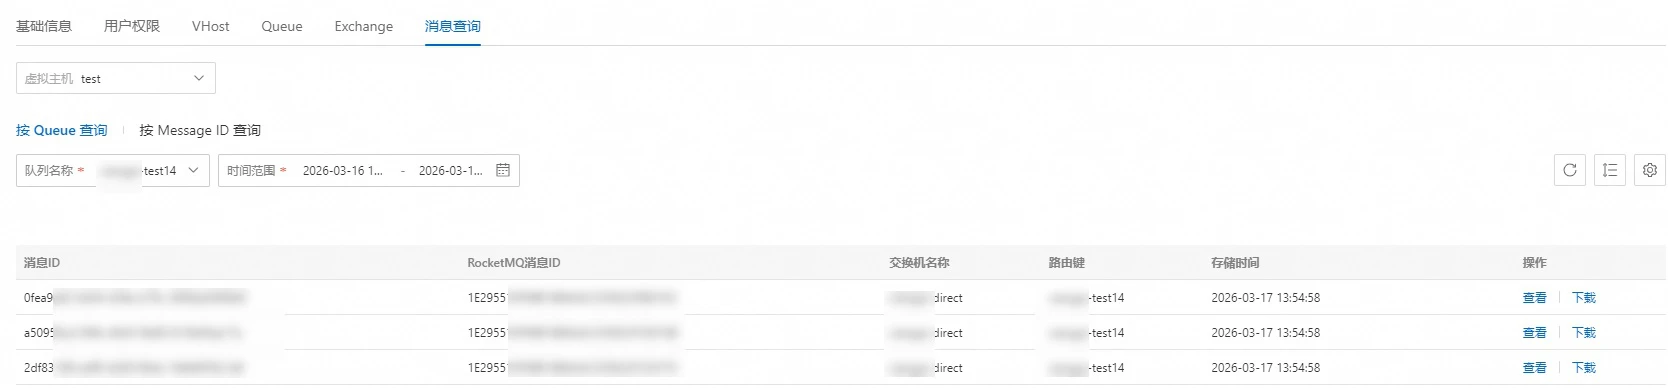 基础信息 用户权限 VHost Queue Exchange 消息查询
虚拟主机 test
按 Queue 查询 按 Message ID 查询
队列名称 * -test14 时间范围 * 2026-03-16 1... - 2026-03-1...
消息ID RocketMQ消息ID 交换机名称 路由键 存储时间 操作
0fea9 1E2955 direct -test14 2026-03-17 13:54:58 查看 下载
a5095 1E2955 direct -test14 2026-03-17 13:54:58 查看 下载
2df83 1E2955 direct -test14 2026-03-17 13:54:58 查看 下载